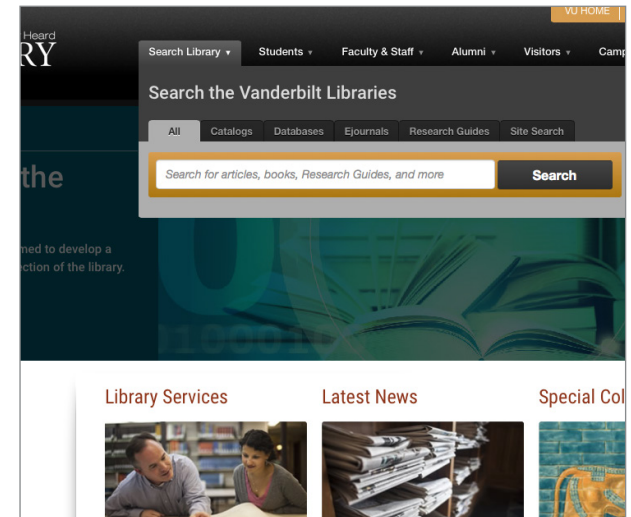 VU HOME
Heard
RY
Search Library ▾ Students ▾ Faculty & Staff ▾ Alumni ▾ Visitors ▾ Camp
Search the Vanderbilt Libraries
All Catalogs Databases Ejournals Research Guides Site Search
Search for articles, books, Research Guides, and more Search
the
med to develop a
ction of the library.
Library Services Latest News Special Col